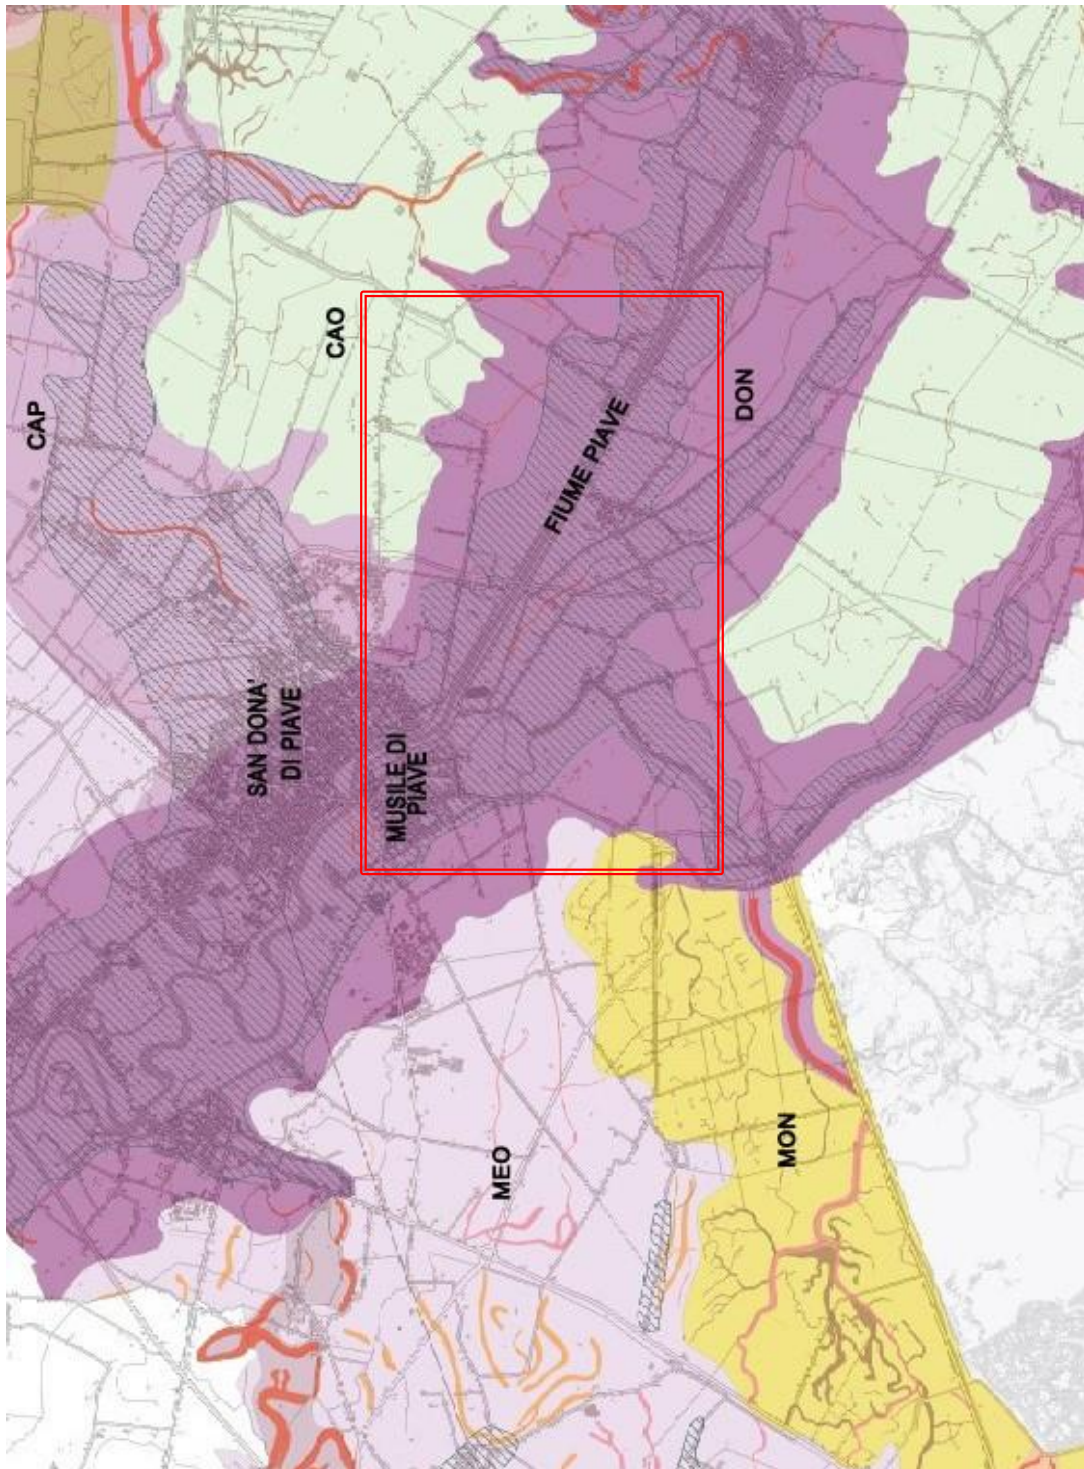 CAP
CAO
DON
FIUME PIAVE
SAN DONA'
DI PIAVE
MUSILE DI
PIAVE
MEO
MON